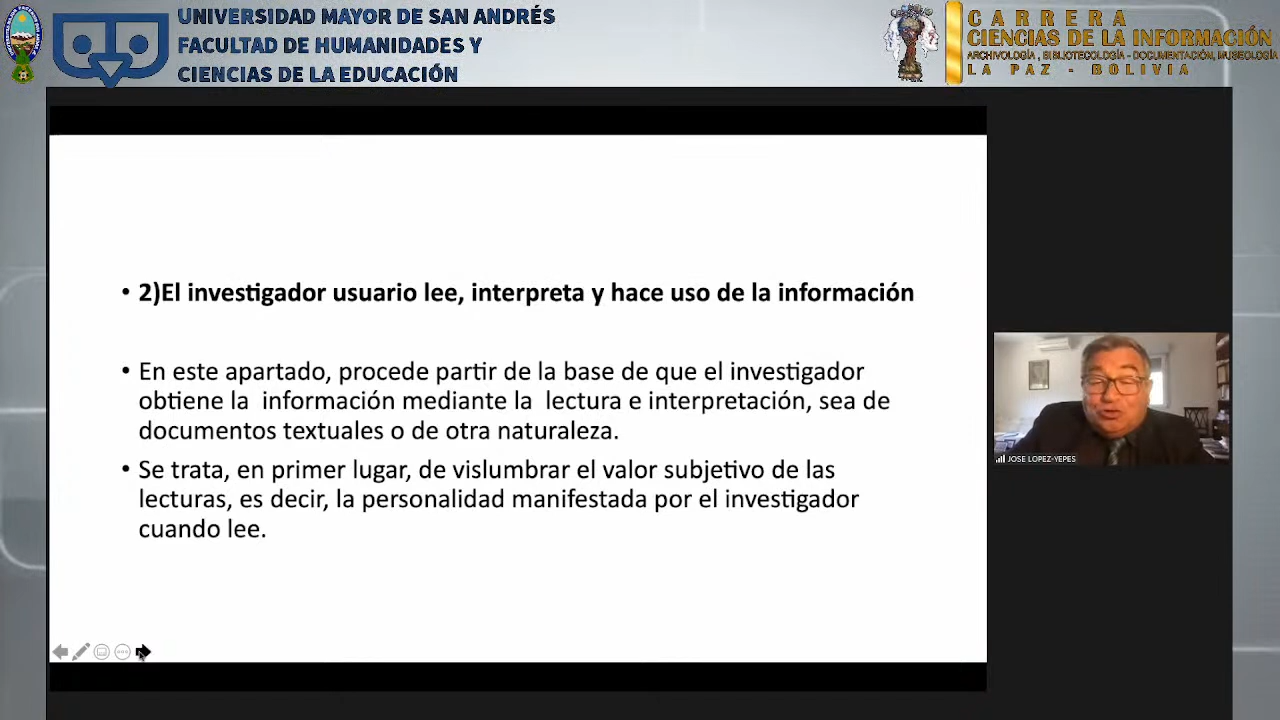 UNIVERSIDAD MAYOR DE SAN ANDRÉS
FACULTAD DE HUMANIDADES Y
CIENCIAS DE LA EDUCACIÓN
CARRERA
CIENCIAS DE LA INFORMACIÓN
ARCHIVOLOGÍA, BIBLIOTECOLOGÍA - DOCUMENTACIÓN, MUSEOLOGÍA
LA PAZ - BOLIVIA
• 2)El investigador usuario lee, interpreta y hace uso de la información
• En este apartado, procede partir de la base de que el investigador
obtiene la  información mediante la  lectura e interpretación, sea de
documentos textuales o de otra naturaleza.
• Se trata, en primer lugar, de vislumbrar el valor subjetivo de las
lecturas, es decir, la personalidad manifestada por el investigador
cuando lee.
JOSE LOPEZ-YEPES